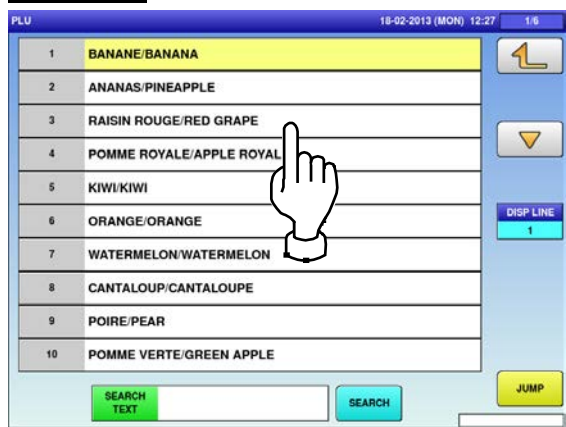 PLU 18-02-2013 (MON) 12:27 1/6
1 BANANE/BANANA
2 ANANAS/PINEAPPLE
3 RAISIN ROUGE/RED GRAPE
4 POMME ROYALE/APPLE ROYAL
5 KIWI/KIWI
6 ORANGE/ORANGE
7 WATERMELON/WATERMELON
8 CANTALOUP/CANTALOUPE
9 POIRE/PEAR
10 POMME VERTE/GREEN APPLE
DISP LINE
1
SEARCH
TEXT
SEARCH
JUMP